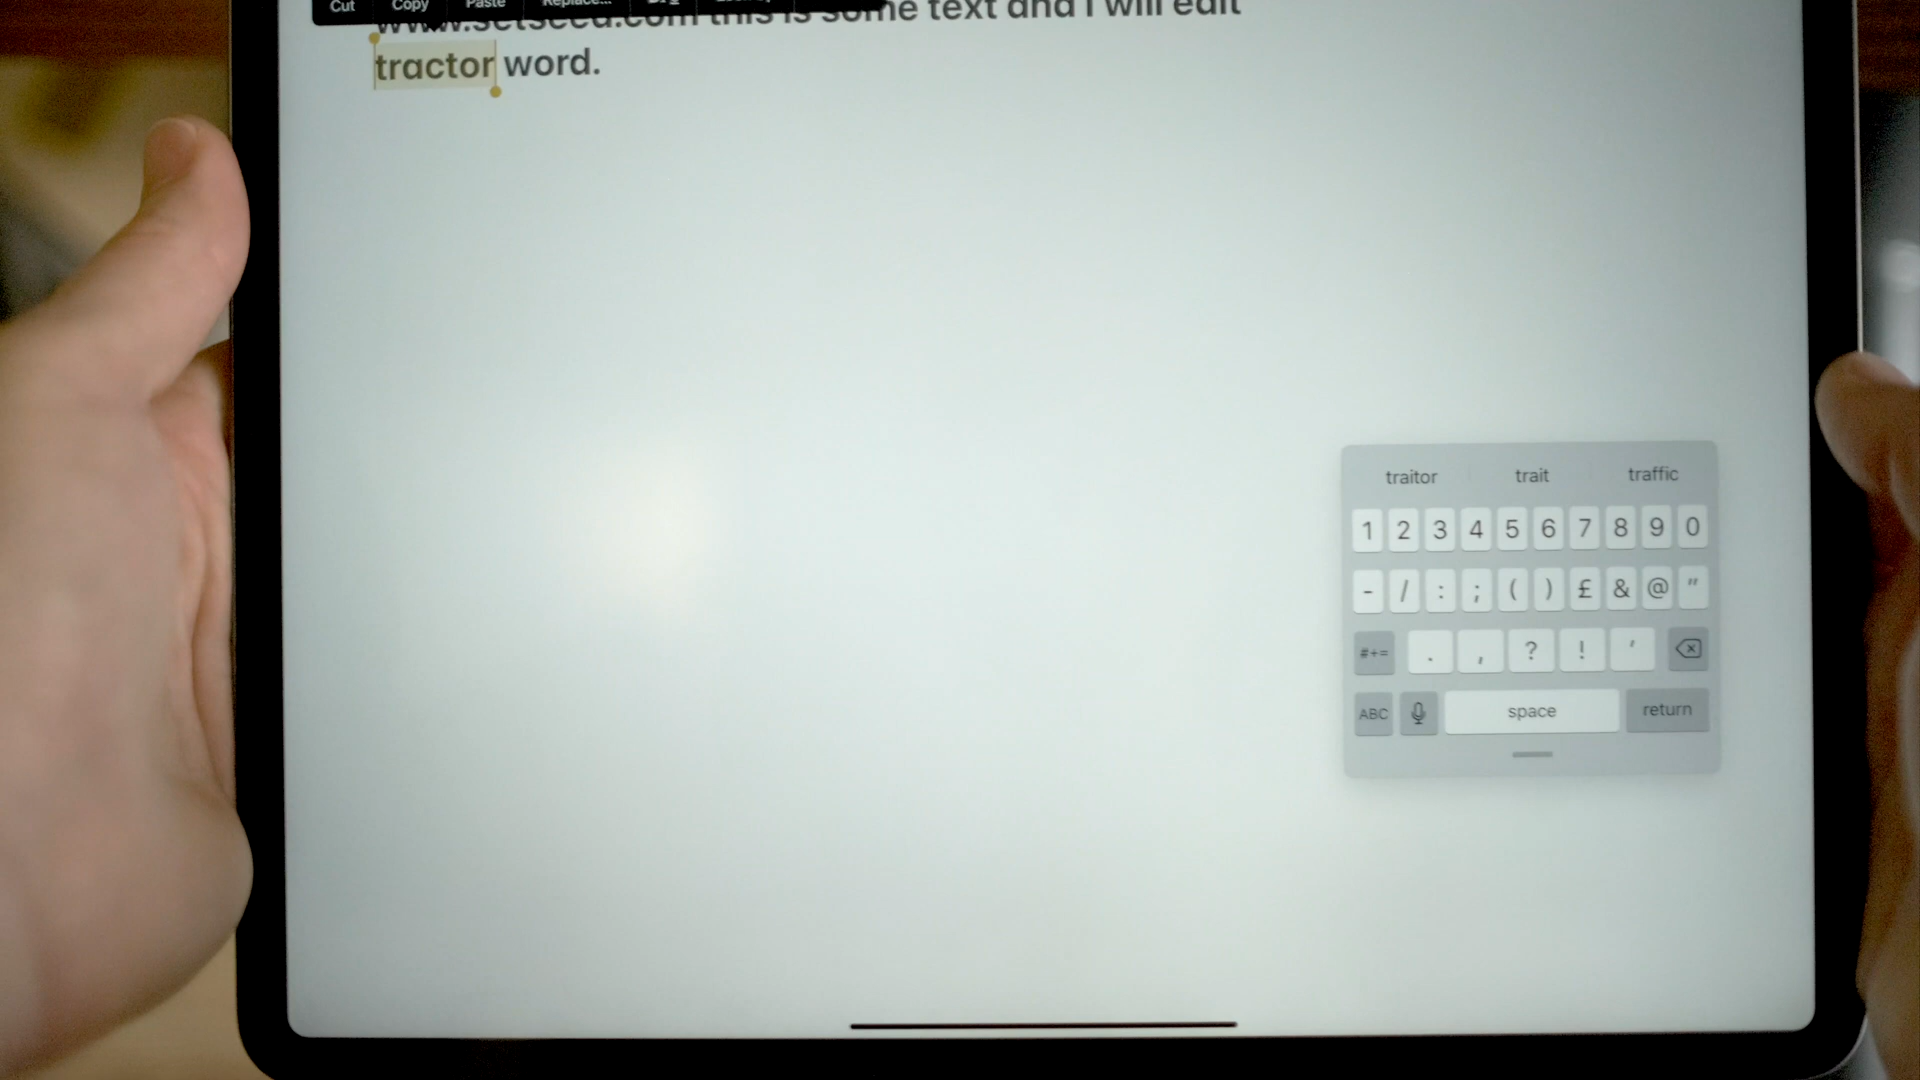 Cut Copy Paste Replace...
www.setseed.com this is some text and I will edit
tractor word.
traitor trait traffic
1 2 3 4 5 6 7 8 9 0
- / : ; ( ) £ & @ "
#+= . , ? ! '
ABC space return